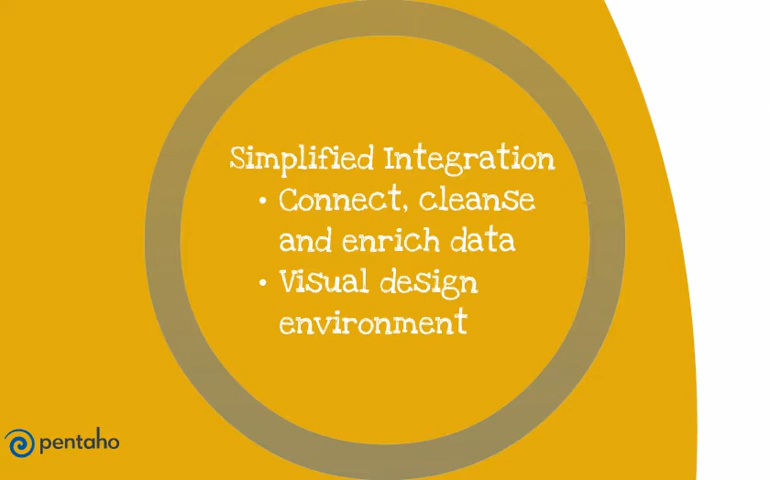 Simplified Integration
• Connect, cleanse
and enrich data
• Visual design
environment
pentaho